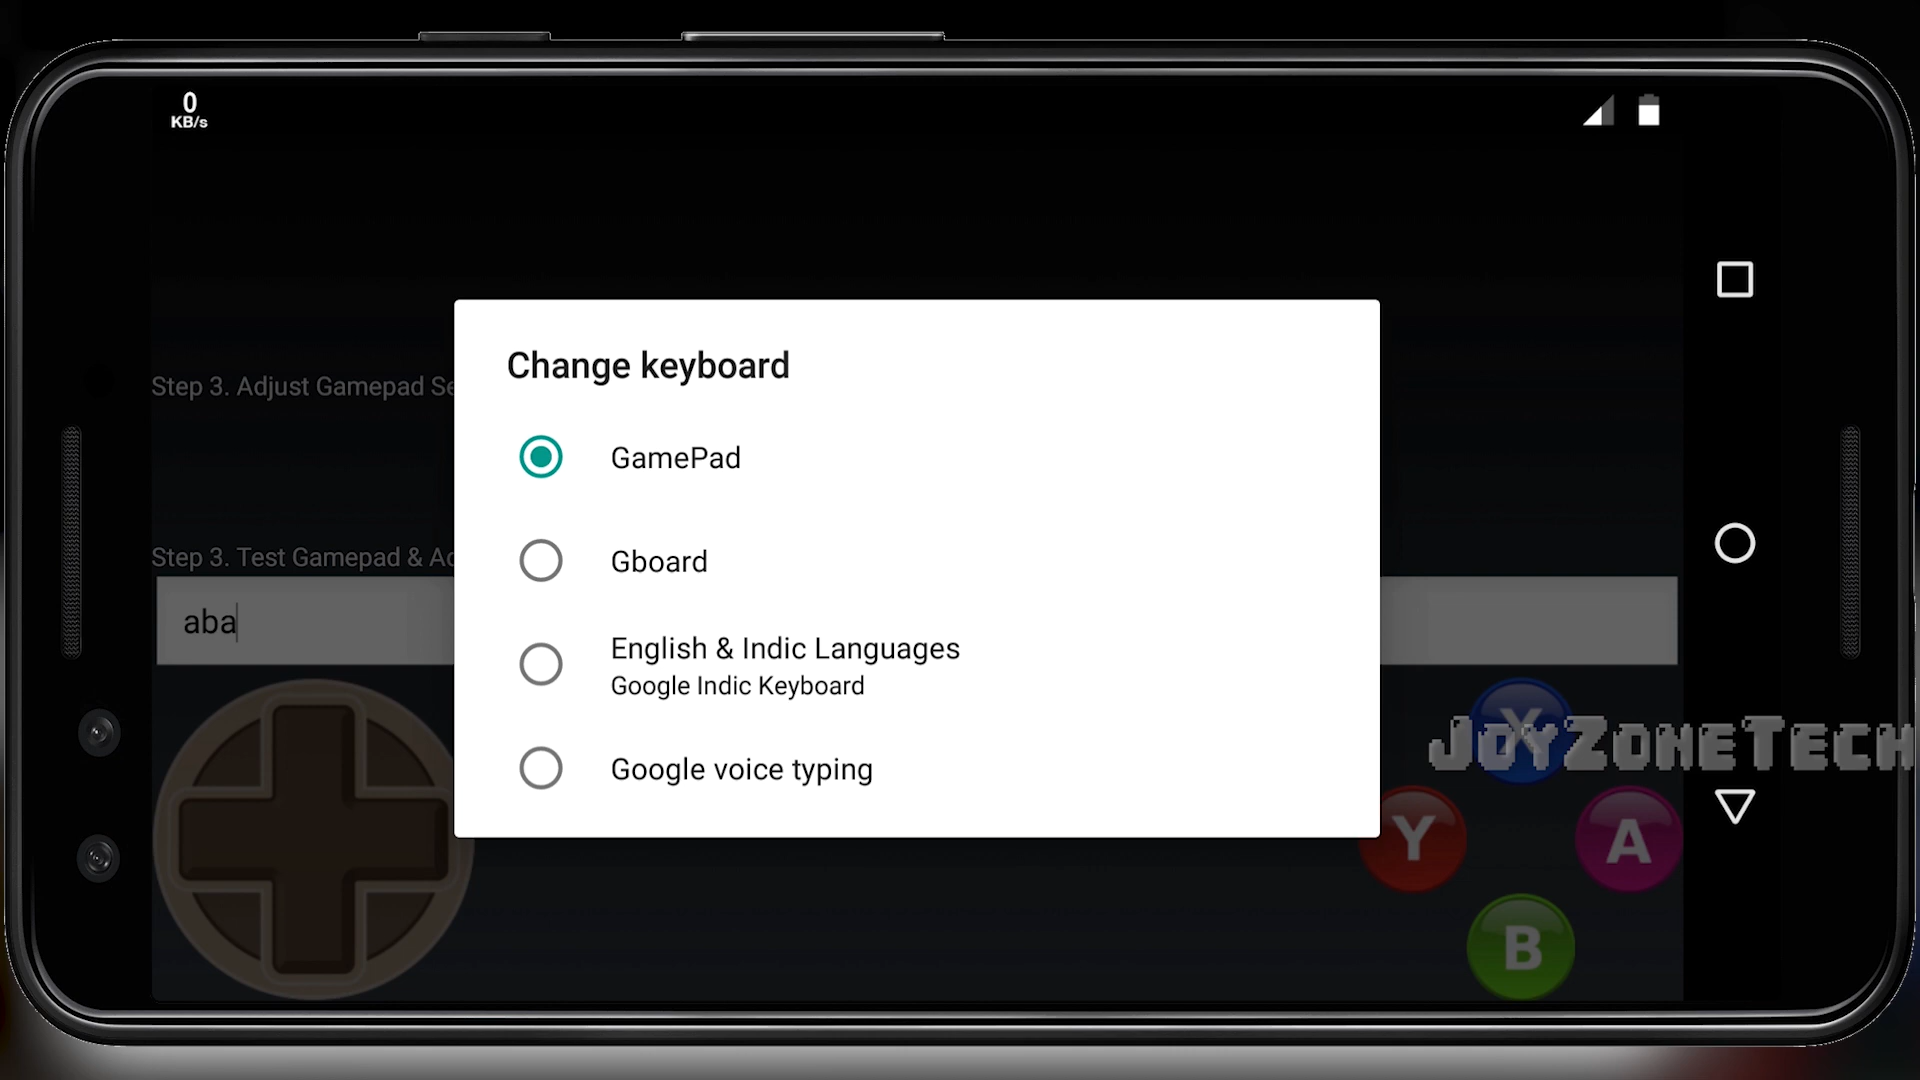 0
KB/s
Change keyboard
Step 3. Adjust Gamepad Se
GamePad
Gboard
Step 3. Test Gamepad & Ad
aba
English & Indic Languages
Google Indic Keyboard
Google voice typing
X
JoyZoneTech
Y
A
B